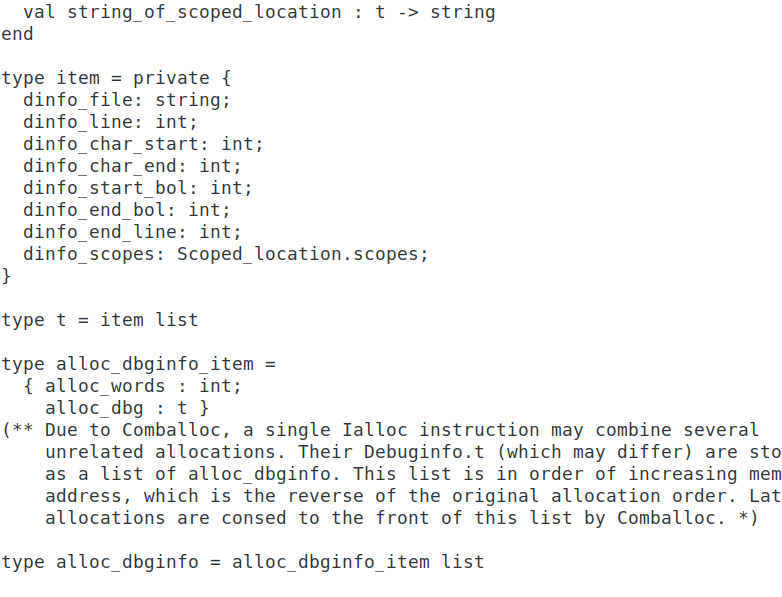 val string_of_scoped_location : t -> string
end

type item = private {
  dinfo_file: string;
  dinfo_line: int;
  dinfo_char_start: int;
  dinfo_char_end: int;
  dinfo_start_bol: int;
  dinfo_end_bol: int;
  dinfo_end_line: int;
  dinfo_scopes: Scoped_location.scopes;
}

type t = item list

type alloc_dbginfo_item =
  { alloc_words : int;
    alloc_dbg : t }
(** Due to Comballoc, a single Ialloc instruction may combine several
    unrelated allocations. Their Debuginfo.t (which may differ) are sto
    as a list of alloc_dbginfo. This list is in order of increasing mem
    address, which is the reverse of the original allocation order. Lat
    allocations are consed to the front of this list by Comballoc. *)

type alloc_dbginfo = alloc_dbginfo_item list